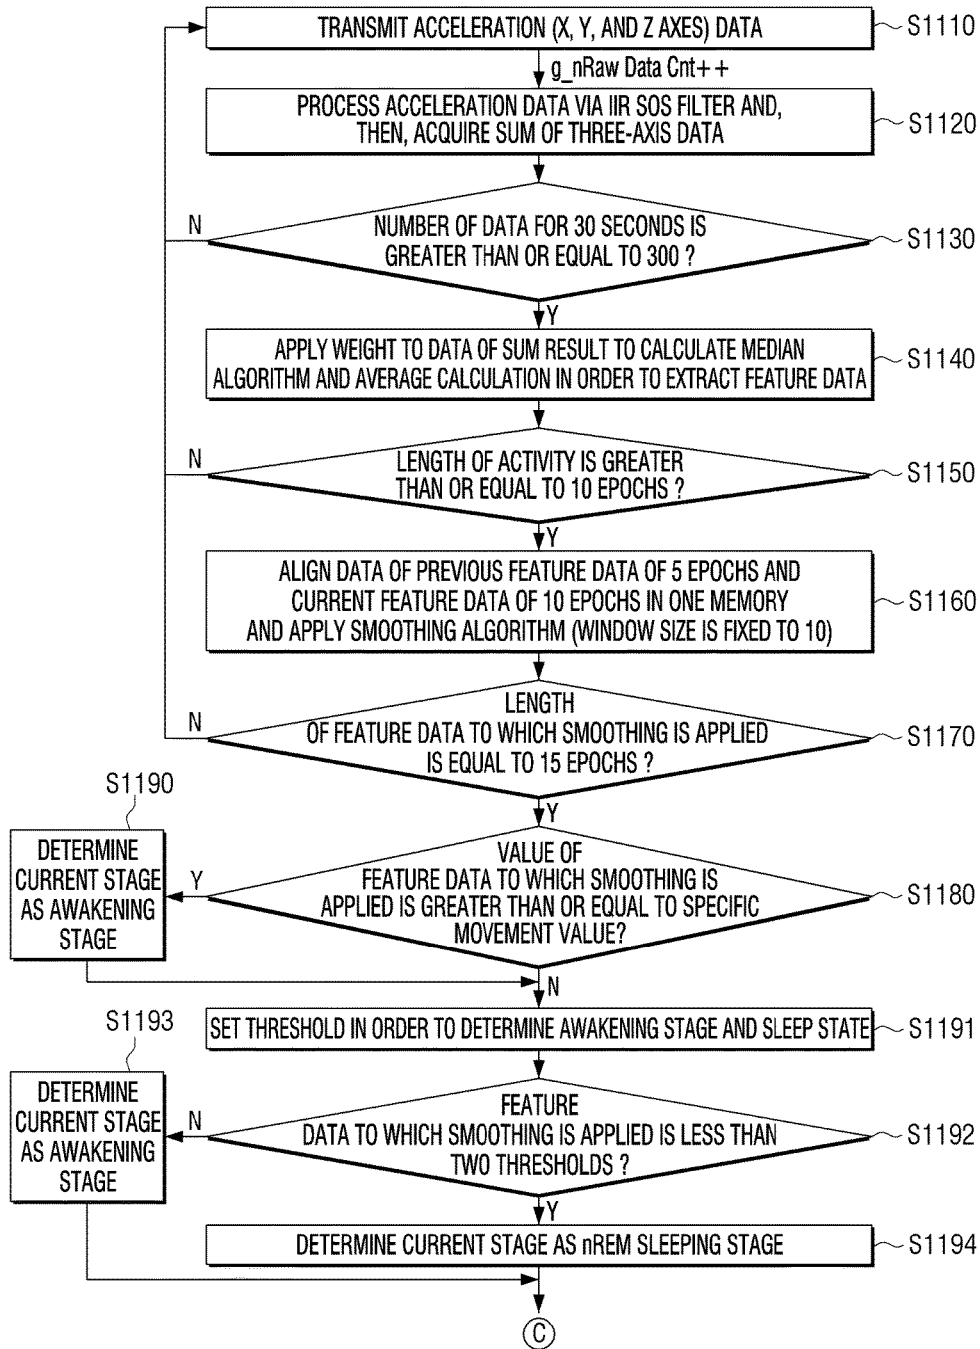 TRANSMIT ACCELERATION (X, Y, AND Z AXES) DATA
S1110
g_nRaw Data Cnt++
PROCESS ACCELERATION DATA VIA IIR SOS FILTER AND,
THEN, ACQUIRE SUM OF THREE-AXIS DATA
S1120
N
NUMBER OF DATA FOR 30 SECONDS IS
GREATER THAN OR EQUAL TO 300 ?
S1130
Y
APPLY WEIGHT TO DATA OF SUM RESULT TO CALCULATE MEDIAN
ALGORITHM AND AVERAGE CALCULATION IN ORDER TO EXTRACT FEATURE DATA
S1140
N
LENGTH OF ACTIVITY IS GREATER
THAN OR EQUAL TO 10 EPOCHS ?
S1150
Y
ALIGN DATA OF PREVIOUS FEATURE DATA OF 5 EPOCHS AND
CURRENT FEATURE DATA OF 10 EPOCHS IN ONE MEMORY
AND APPLY SMOOTHING ALGORITHM (WINDOW SIZE IS FIXED TO 10)
S1160
N
LENGTH
OF FEATURE DATA TO WHICH SMOOTHING IS APPLIED
IS EQUAL TO 15 EPOCHS ?
S1170
Y
S1190
DETERMINE
CURRENT STAGE
AS AWAKENING
STAGE
Y
VALUE OF
FEATURE DATA TO WHICH SMOOTHING IS
APPLIED IS GREATER THAN OR EQUAL TO SPECIFIC
MOVEMENT VALUE?
S1180
N
SET THRESHOLD IN ORDER TO DETERMINE AWAKENING STAGE AND SLEEP STATE
S1191
S1193
DETERMINE
CURRENT STAGE
AS AWAKENING
STAGE
N
FEATURE
DATA TO WHICH SMOOTHING IS APPLIED IS LESS THAN
TWO THRESHOLDS ?
S1192
Y
DETERMINE CURRENT STAGE AS nREM SLEEPING STAGE
S1194
C